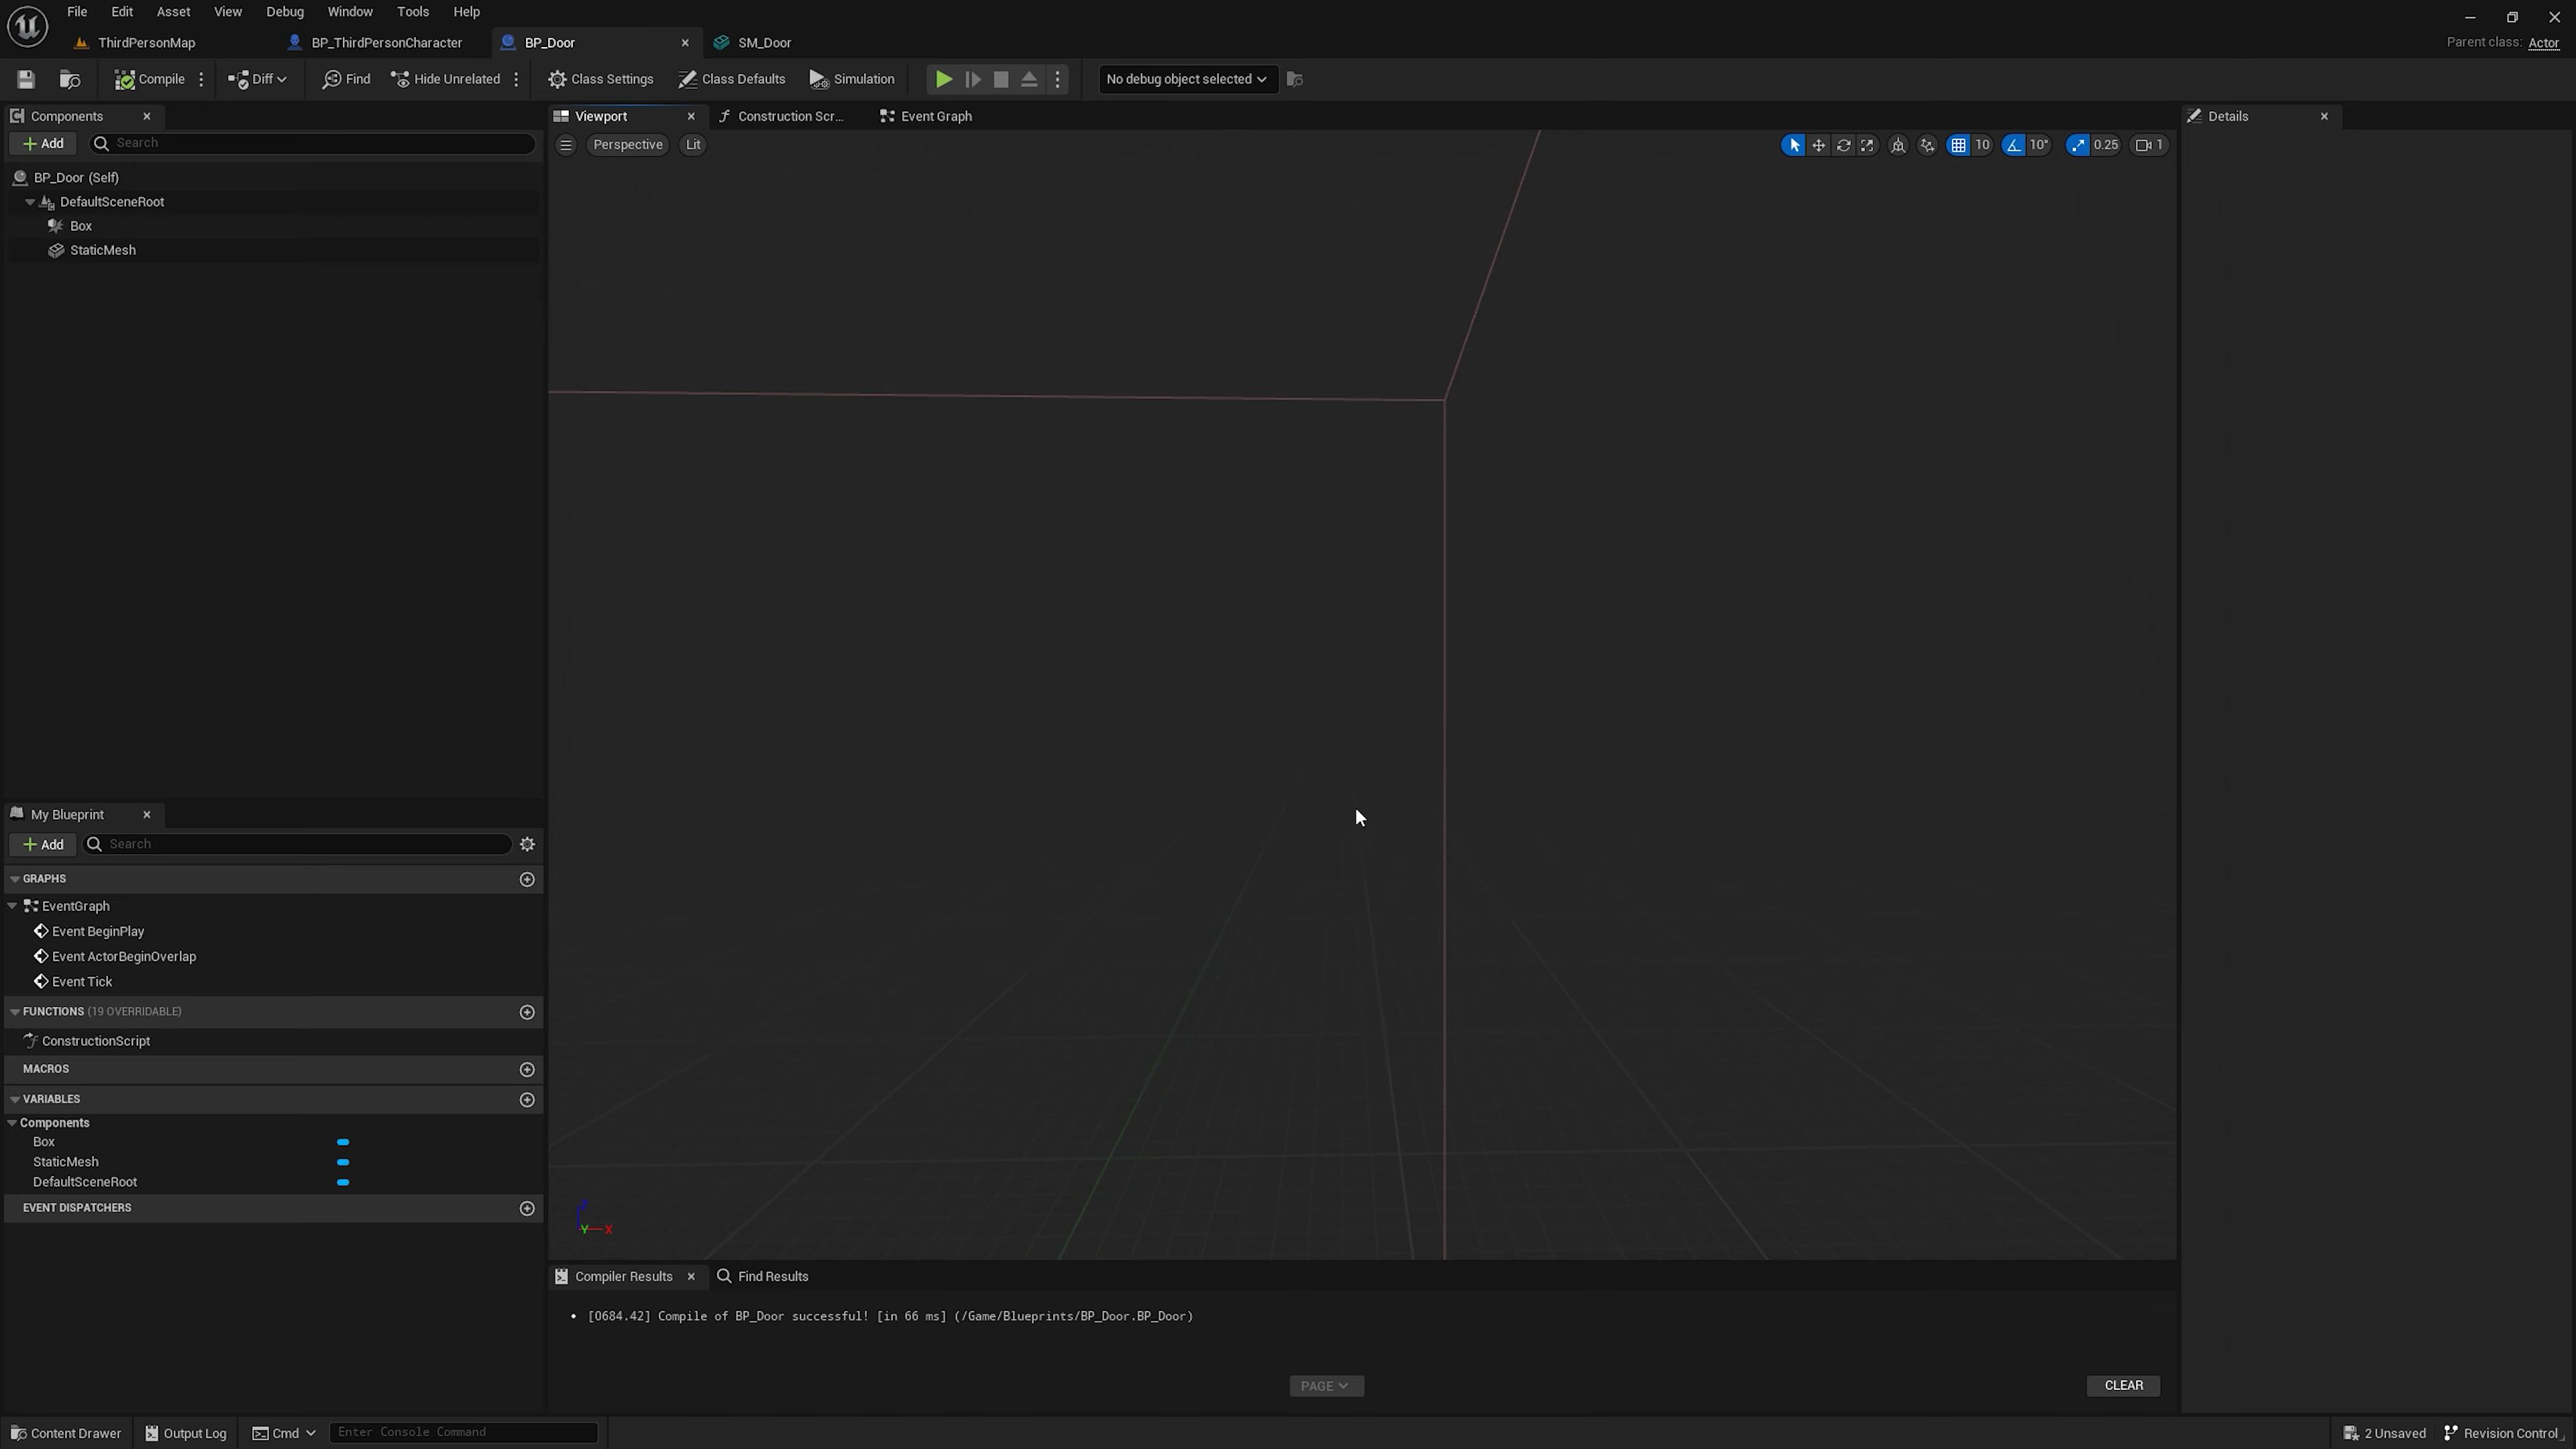 File Edit Asset View Debug Window Tools Help
ThirdPersonMap BP_ThirdPersonCharacter BP_Door SM_Door Parent class: Actor
Compile Diff Find Hide Unrelated Class Settings Class Defaults Simulation No debug object selected
Components Viewport Construction Scr... Event Graph Details
Add Search Perspective Lit 10 10° 0.25 1
BP_Door (Self)
DefaultSceneRoot
Box
StaticMesh
My Blueprint
Add Search
GRAPHS
EventGraph
Event BeginPlay
Event ActorBeginOverlap
Event Tick
FUNCTIONS (19 OVERRIDABLE)
ConstructionScript
MACROS
VARIABLES
Components
Box
StaticMesh
DefaultSceneRoot
EVENT DISPATCHERS
Y X
Compiler Results Find Results
[0684.42] Compile of BP_Door successful! [in 66 ms] (/Game/Blueprints/BP_Door.BP_Door)
PAGE CLEAR
Content Drawer Output Log Cmd Enter Console Command 2 Unsaved Revision Control